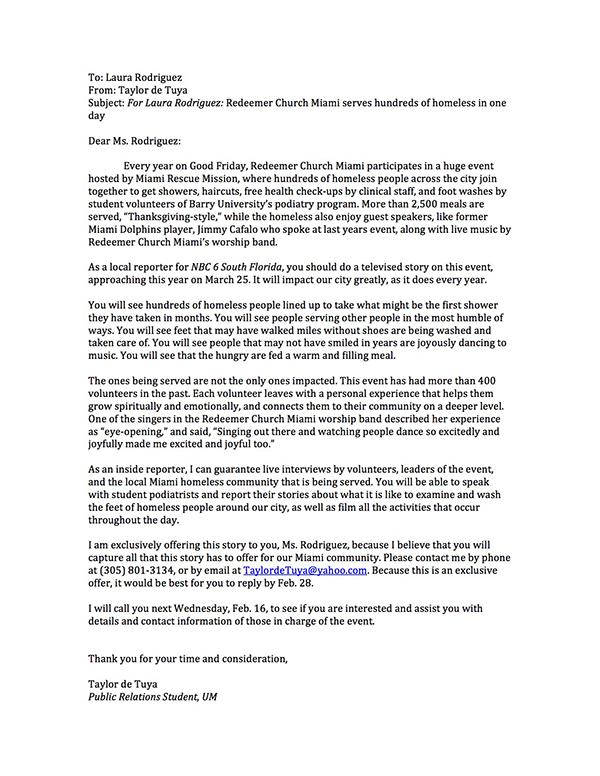 To: Laura Rodriguez
From: Taylor de Tuya
Subject: For Laura Rodriguez: Redeemer Church Miami serves hundreds of homeless in one
day
Dear Ms. Rodriguez:
Every year on Good Friday, Redeemer Church Miami participates in a huge event
hosted by Miami Rescue Mission, where hundreds of homeless people across the city join
together to get showers, haircuts, free health check-ups by clinical staff, and foot washes by
student volunteers of Barry University's podiatry program. More than 2,500 meals are
served, "Thanksgiving-style," while the homeless also enjoy guest speakers, like former
Miami Dolphins player, Jimmy Cafalo who spoke at last years event, along with live music by
Redeemer Church Miami's worship band.
As a local reporter for NBC 6 South Florida, you should do a televised story on this event,
approaching this year on March 25. It will impact our city greatly, as it does every year.
You will see hundreds of homeless people lined up to take what might be the first shower
they have taken in months. You will see people serving other people in the most humble of
ways. You will see feet that may have walked miles without shoes are being washed and
taken care of. You will see people that may not have smiled in years are joyously dancing to
music. You will see that the hungry are fed a warm and filling meal.
The ones being served are not the only ones impacted. This event has had more than 400
volunteers in the past. Each volunteer leaves with a personal experience that helps them
grow spiritually and emotionally, and connects them to their community on a deeper level.
One of the singers in the Redeemer Church Miami worship band described her experience
as "eye-opening," and said, "Singing out there and watching people dance so excitedly and
joyfully made me excited and joyful too."
As an inside reporter, I can guarantee live interviews by volunteers, leaders of the event,
and the local Miami homeless community that is being served. You will be able to speak
with student podiatrists and report their stories about what it is like to examine and wash
the feet of homeless people around our city, as well as film all the activities that occur
throughout the day.
I am exclusively offering this story to you, Ms. Rodriguez, because I believe that you will
capture all that this story has to offer for our Miami community. Please contact me by phone
at (305) 801-3134, or by email at TaylordeTuya@yahoo.com. Because this is an exclusive
offer, it would be best for you to reply by Feb. 28.
I will call you next Wednesday, Feb. 16, to see if you are interested and assist you with
details and contact information of those in charge of the event.
Thank you for your time and consideration,
Taylor de Tuya
Public Relations Student, UM